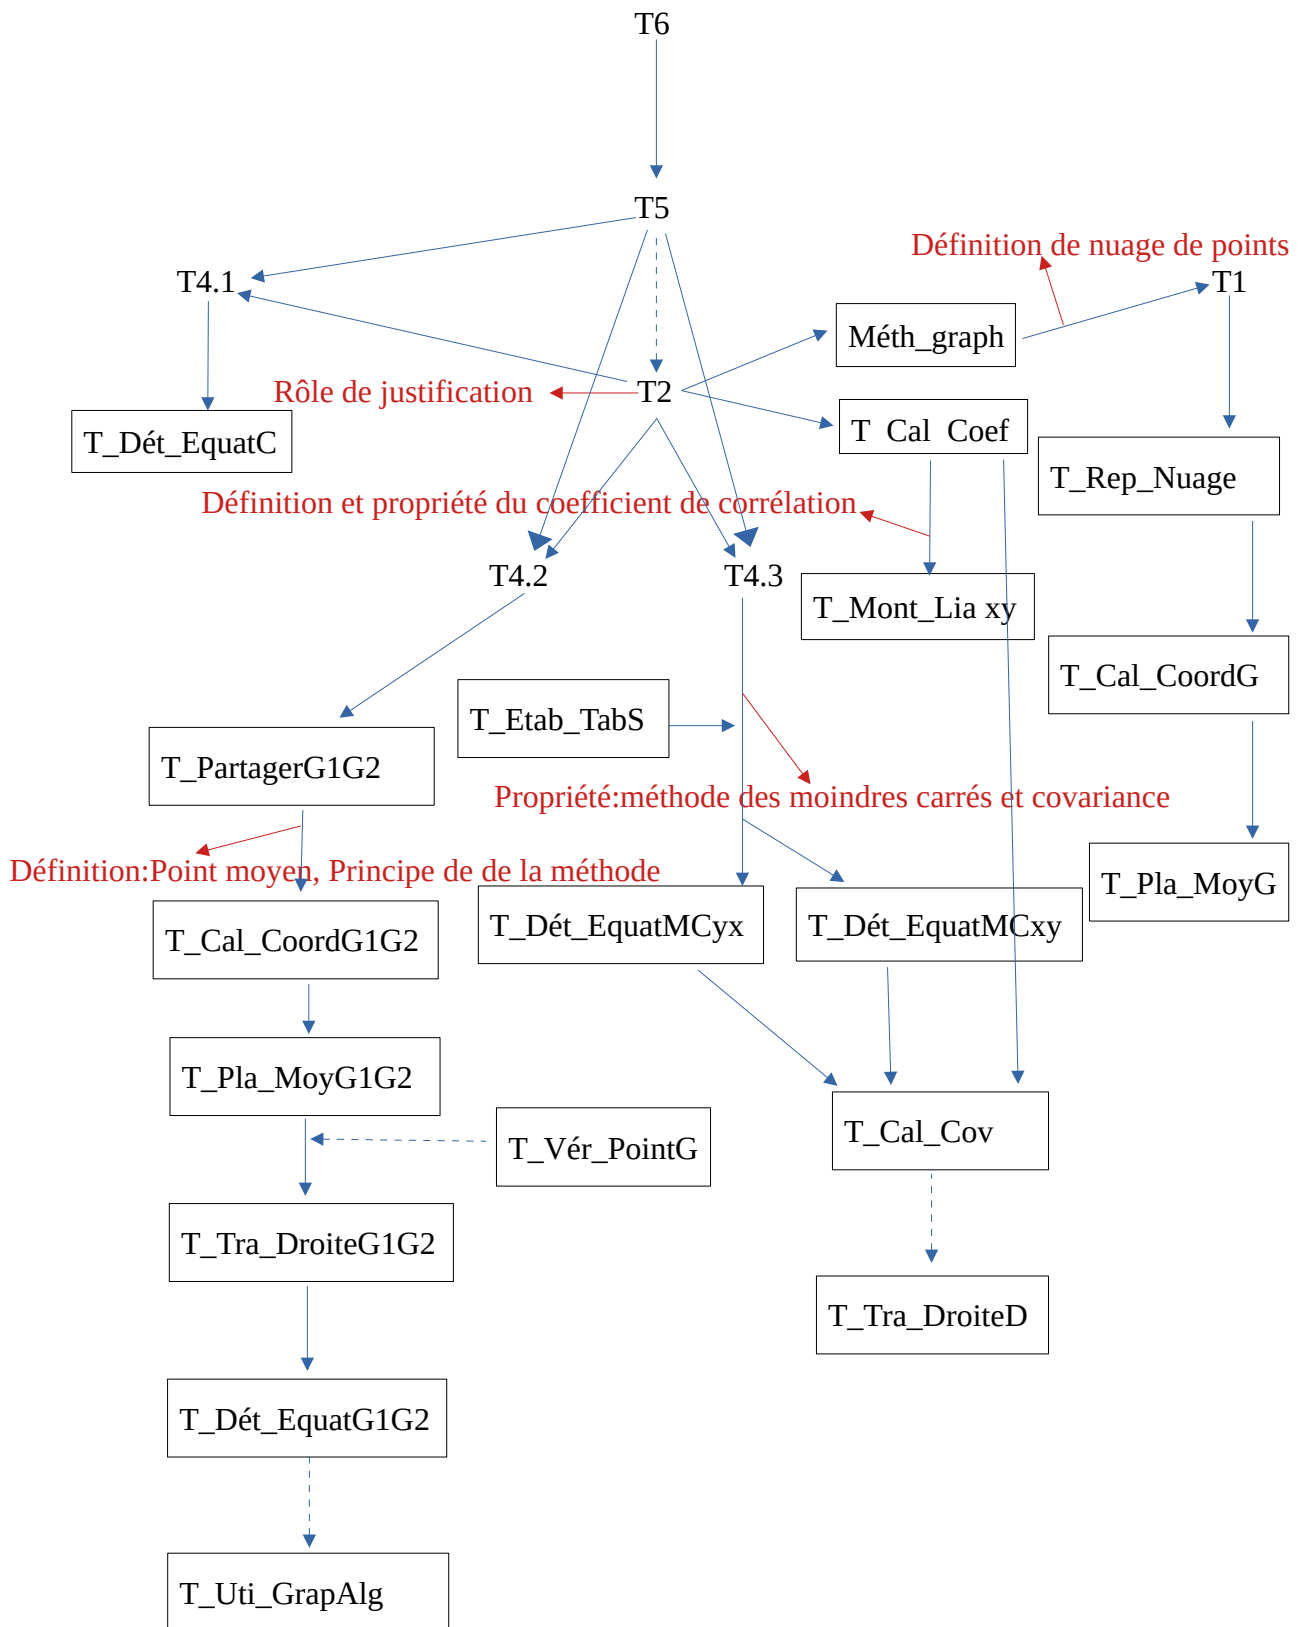 T6
T5
Définition de nuage de points
T4.1
T1
Méth_graph
Rôle de justification
T2
T_Dét_EquatC
T_Cal_Coef
T_Rep_Nuage
Définition et propriété du coefficient de corrélation
T4.2
T4.3
T_Mont_Lia xy
T_Cal_CoordG
T_Etab_TabS
T_PartagerG1G2
Propriété:méthode des moindres carrés et covariance
Définition:Point moyen, Principe de de la méthode
T_Pla_MoyG
T_Cal_CoordG1G2
T_Dét_EquatMCyx
T_Dét_EquatMCxy
T_Pla_MoyG1G2
T_Vér_PointG
T_Cal_Cov
T_Tra_DroiteG1G2
T_Tra_DroiteD
T_Dét_EquatG1G2
T_Uti_GrapAlg